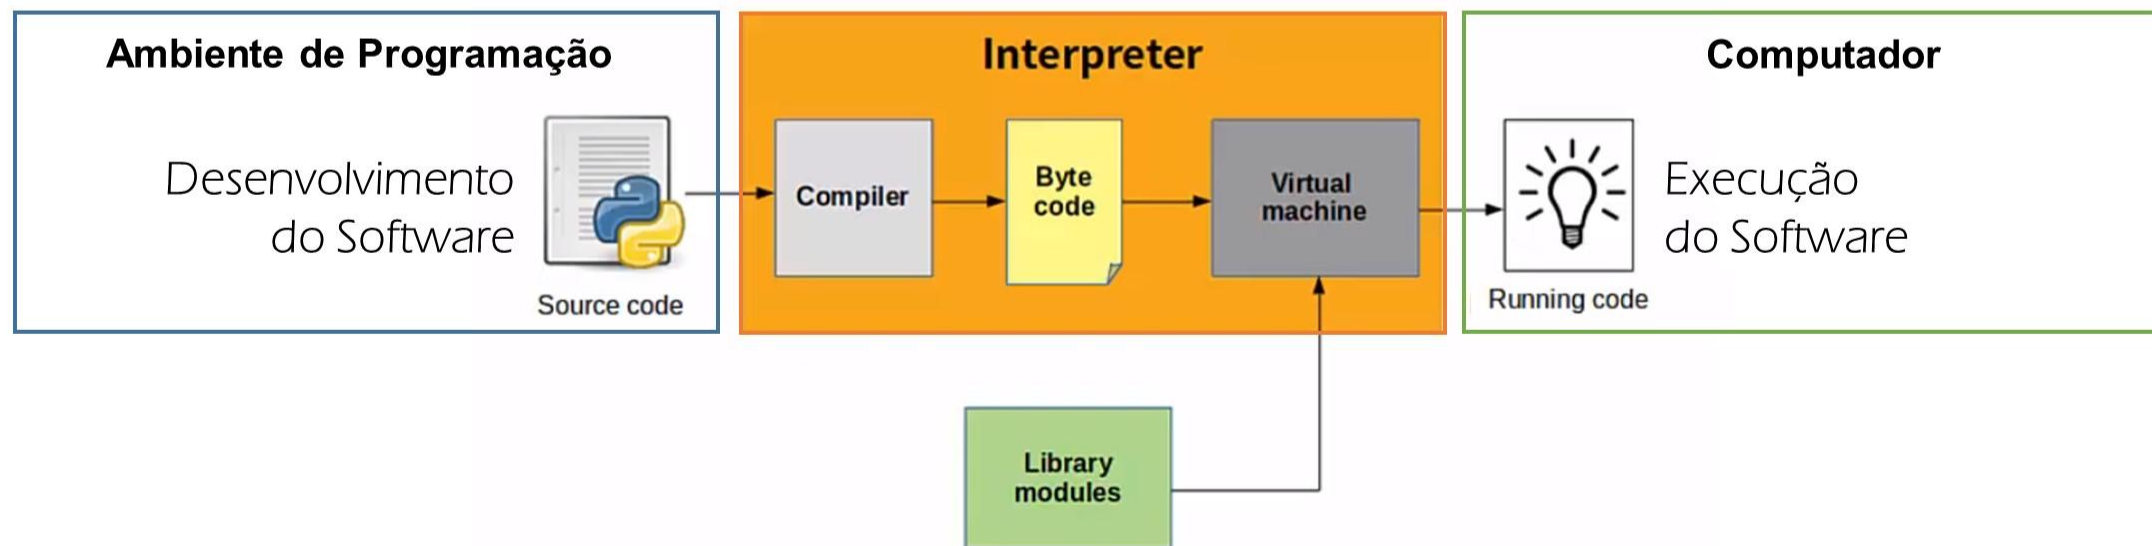 Ambiente de Programação
Desenvolvimento
do Software
Source code
Interpreter
Compiler
Byte
code
Virtual
machine
Library
modules
Computador
Running code
Execução
do Software